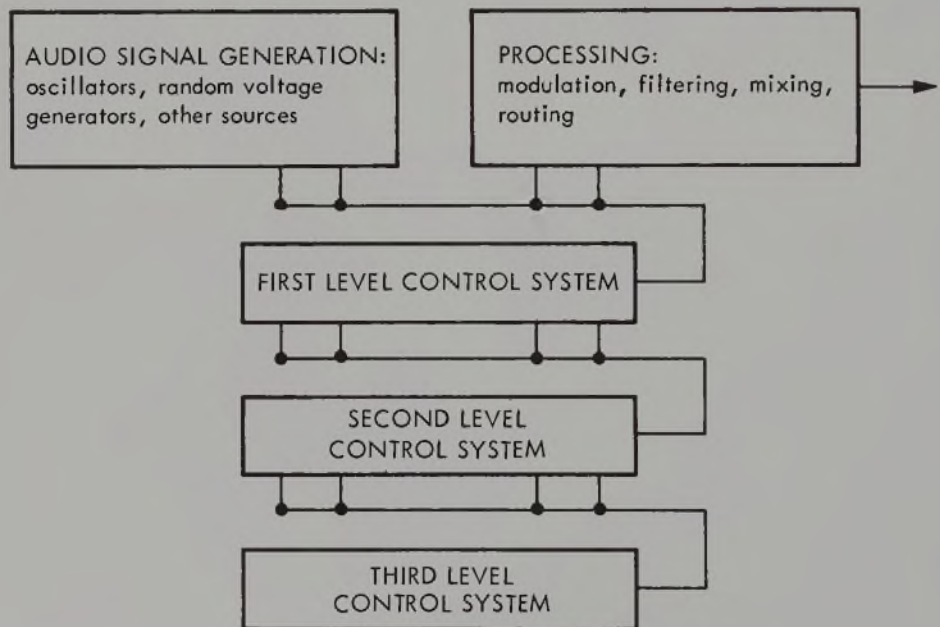 AUDIO SIGNAL GENERATION:
oscillators, random voltage
generators, other sources
PROCESSING:
modulation, filtering, mixing,
routing
FIRST LEVEL CONTROL SYSTEM
SECOND LEVEL
CONTROL SYSTEM
THIRD LEVEL
CONTROL SYSTEM